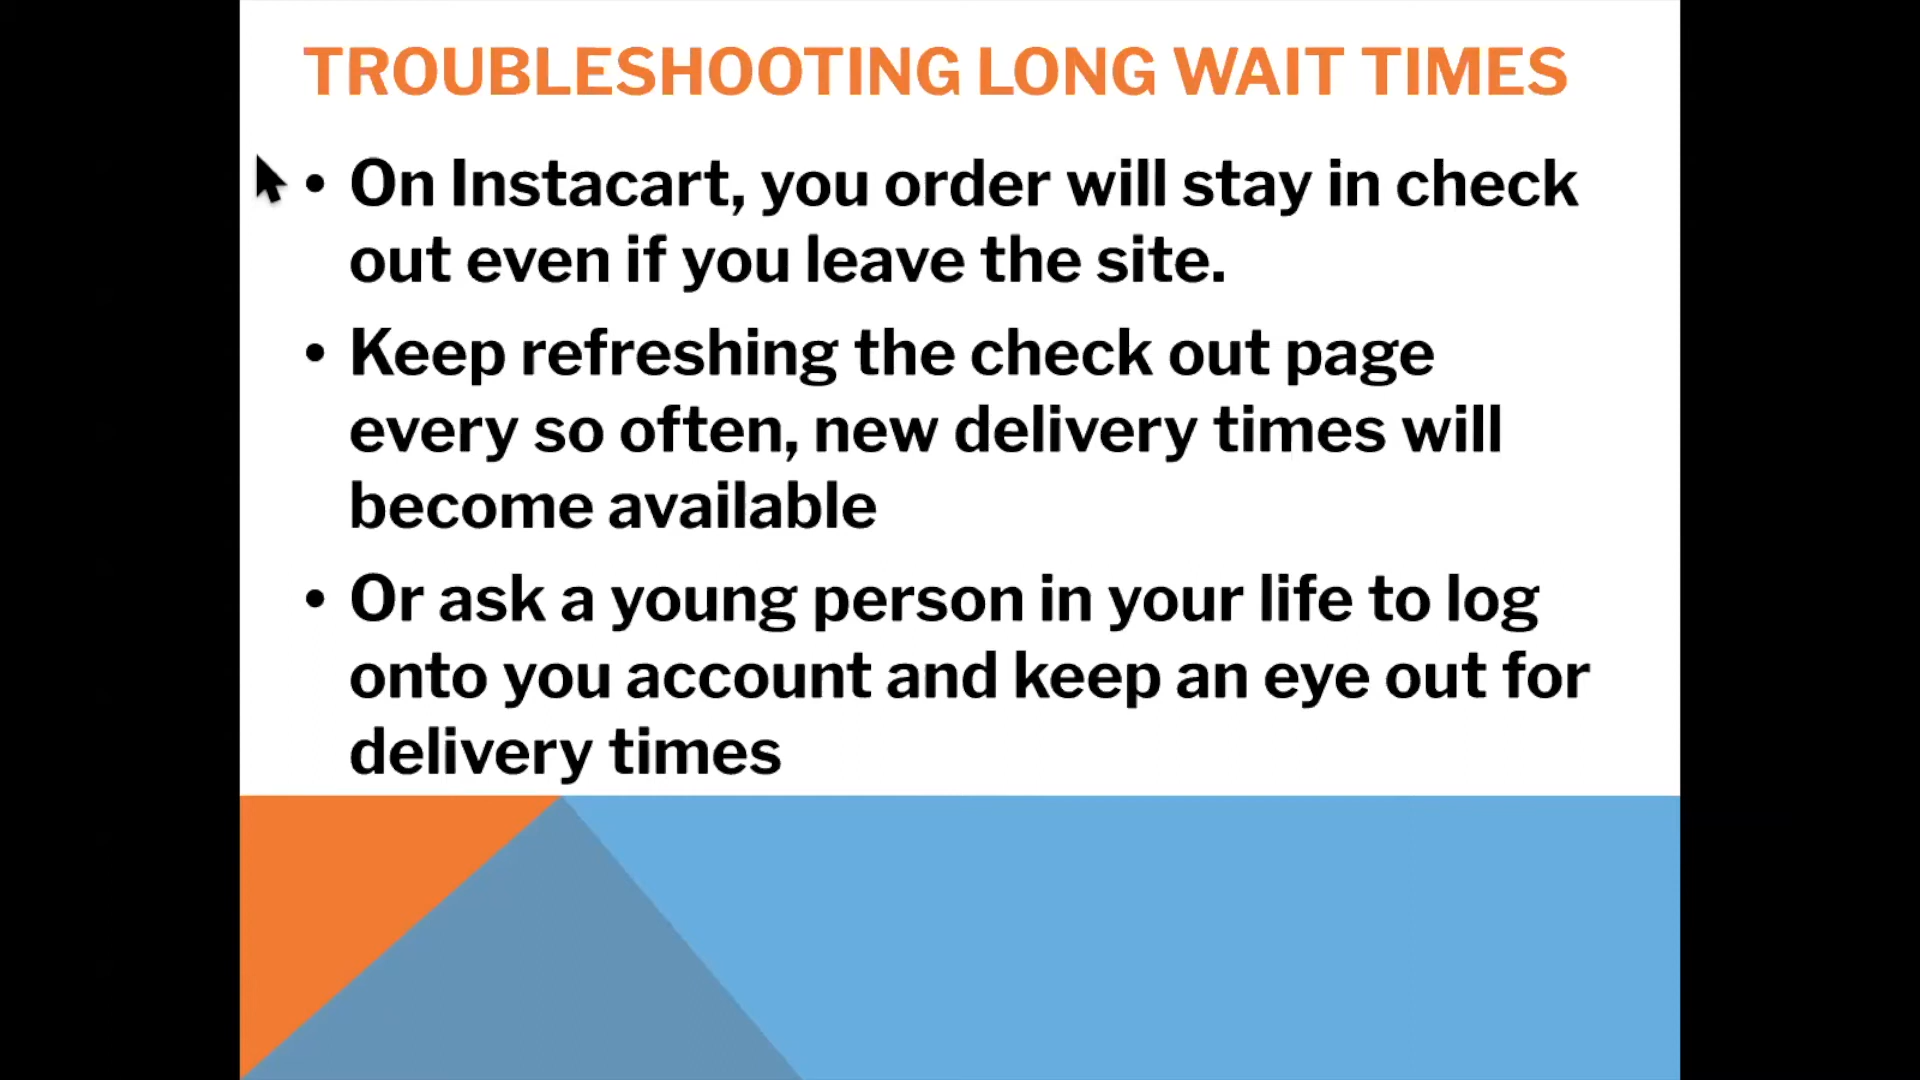 TROUBLESHOOTING LONG WAIT TIMES
• On Instacart, you order will stay in check
out even if you leave the site.
• Keep refreshing the check out page
every so often, new delivery times will
become available
• Or ask a young person in your life to log
onto you account and keep an eye out for
delivery times